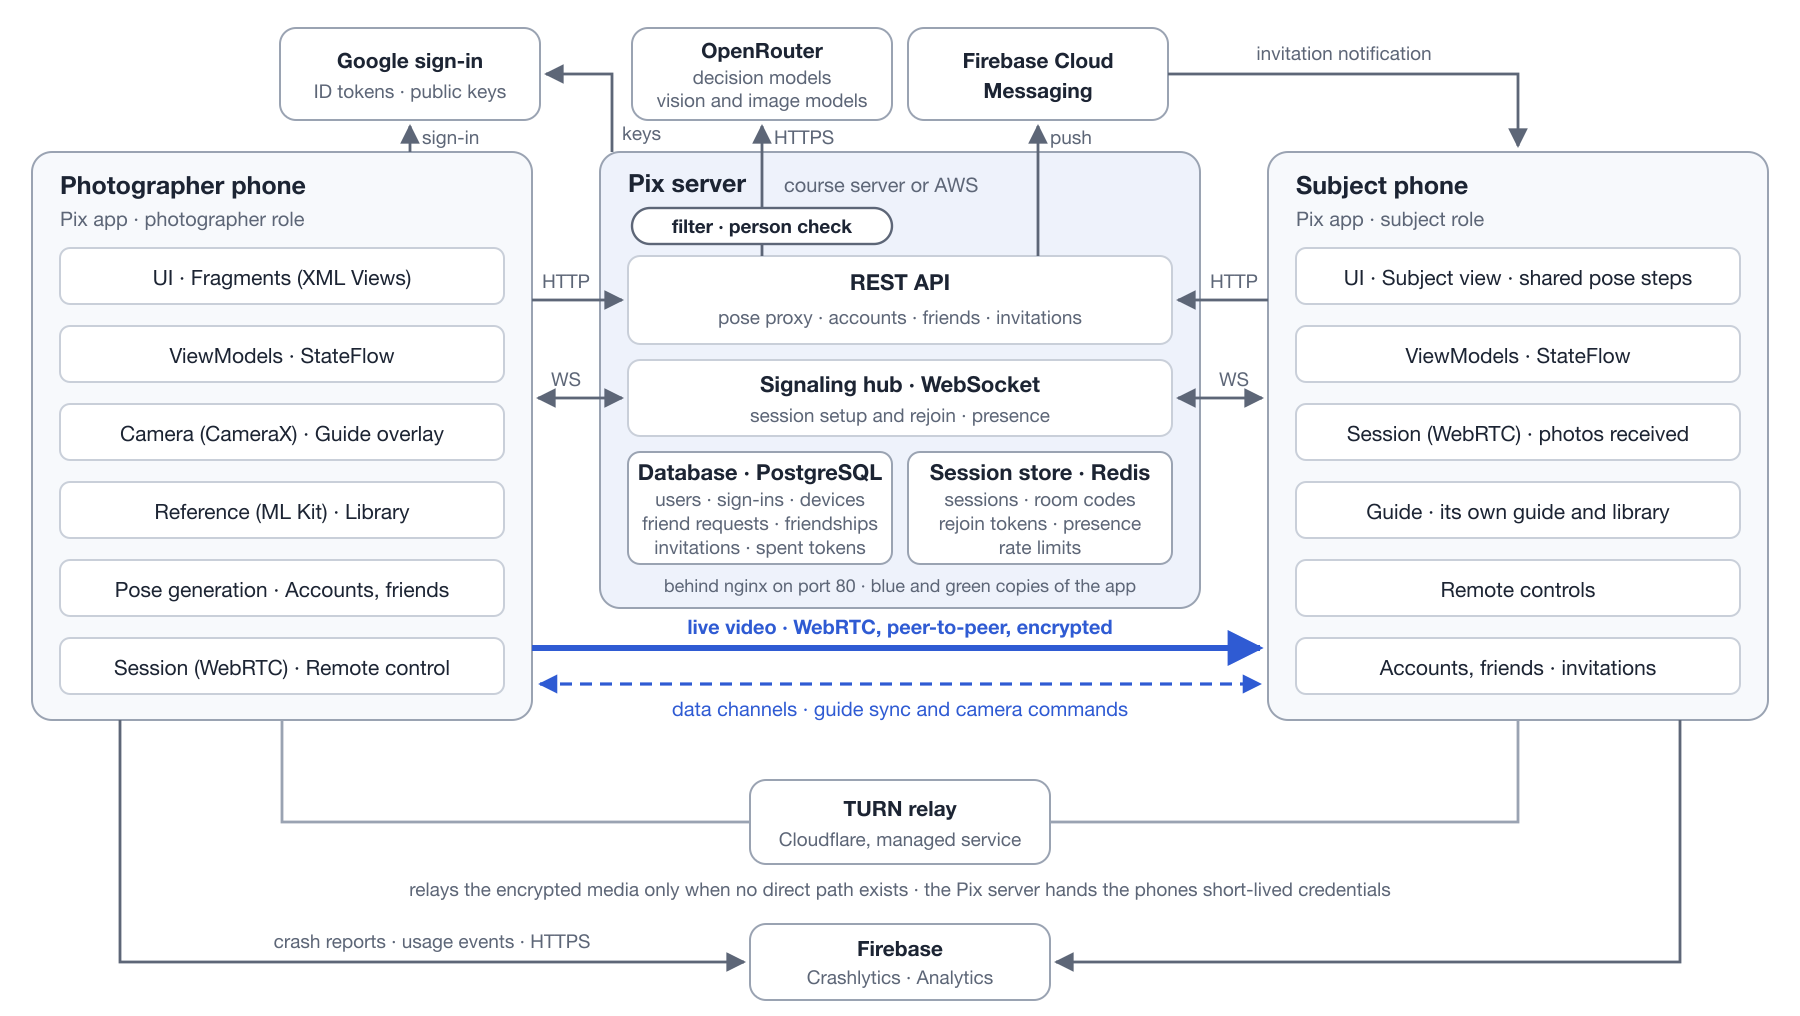 Google sign-in
ID tokens · public keys
OpenRouter
decision models
vision and image models
Firebase Cloud
Messaging
invitation notification
sign-in
keys
HTTPS
push
Photographer phone
Pix app · photographer role
UI · Fragments (XML Views)
ViewModels · StateFlow
Camera (CameraX) · Guide overlay
Reference (ML Kit) · Library
Pose generation · Accounts, friends
Session (WebRTC) · Remote control
HTTP
WS
Pix server
course server or AWS
filter · person check
REST API
pose proxy · accounts · friends · invitations
Signaling hub · WebSocket
session setup and rejoin · presence
Database · PostgreSQL
users · sign-ins · devices
friend requests · friendships
invitations · spent tokens
Session store · Redis
sessions · room codes
rejoin tokens · presence
rate limits
behind nginx on port 80 · blue and green copies of the app
HTTP
WS
Subject phone
Pix app · subject role
UI · Subject view · shared pose steps
ViewModels · StateFlow
Session (WebRTC) · photos received
Guide · its own guide and library
Remote controls
Accounts, friends · invitations
live video · WebRTC, peer-to-peer, encrypted
data channels · guide sync and camera commands
TURN relay
Cloudflare, managed service
relays the encrypted media only when no direct path exists · the Pix server hands the phones short-lived credentials
crash reports · usage events · HTTPS
Firebase
Crashlytics · Analytics